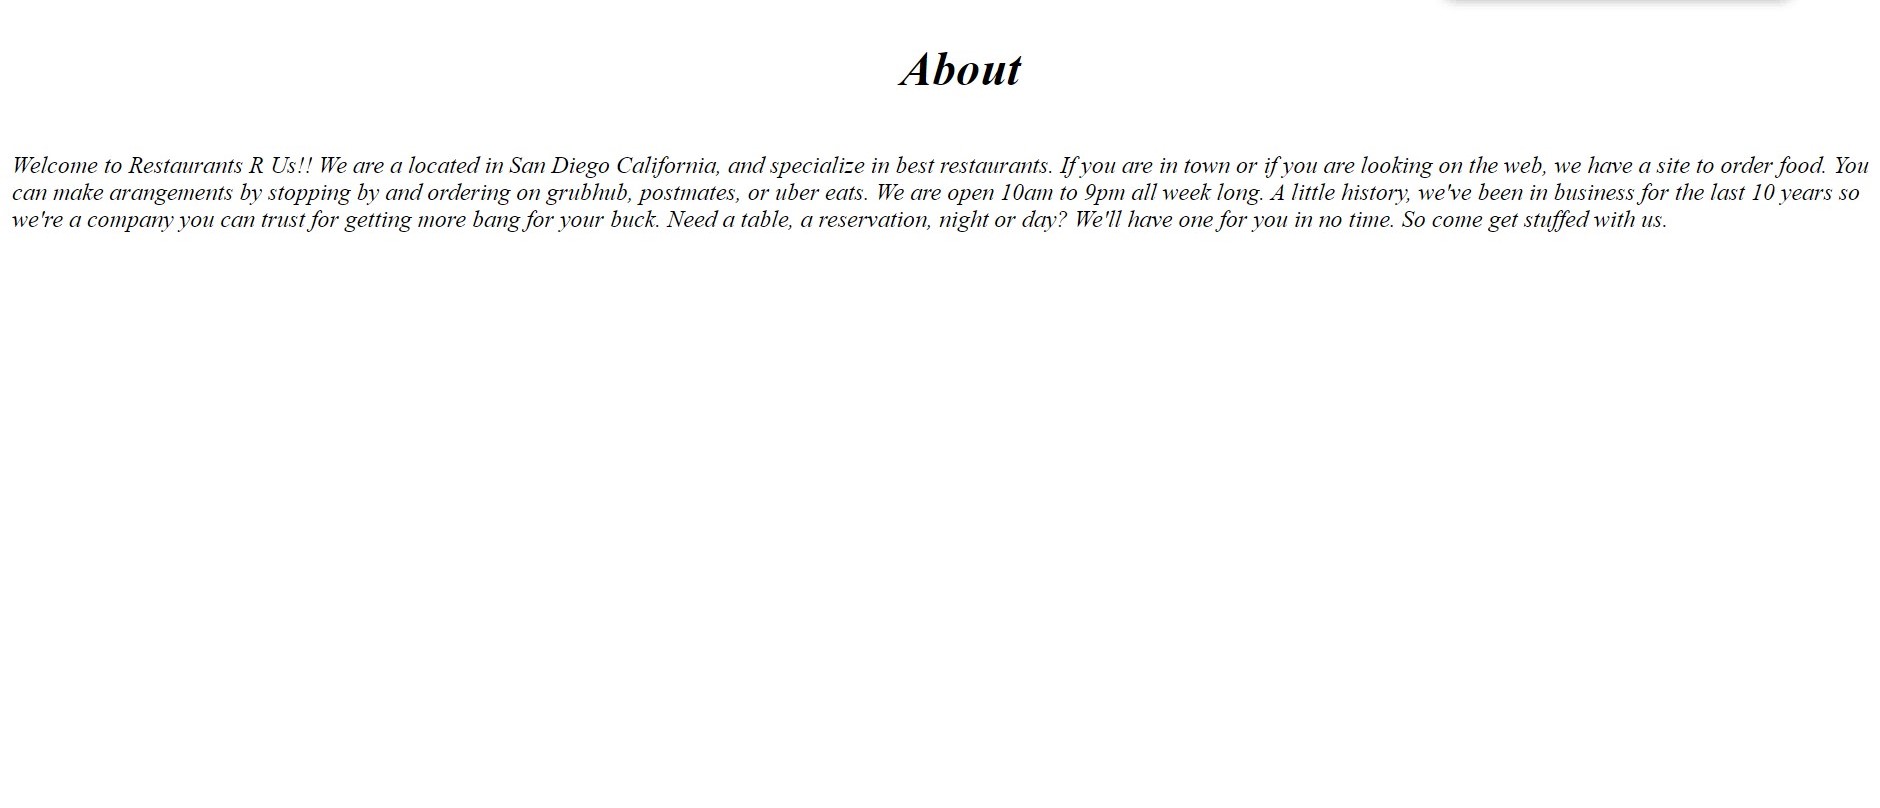 About
Welcome to Restaurants R Us!! We are a located in San Diego California, and specialize in best restaurants. If you are in town or if you are looking on the web, we have a site to order food. You
can make arangements by stopping by and ordering on grubhub, postmates, or uber eats. We are open 10am to 9pm all week long. A little history, we've been in business for the last 10 years so
we're a company you can trust for getting more bang for your buck. Need a table, a reservation, night or day? We'll have one for you in no time. So come get stuffed with us.